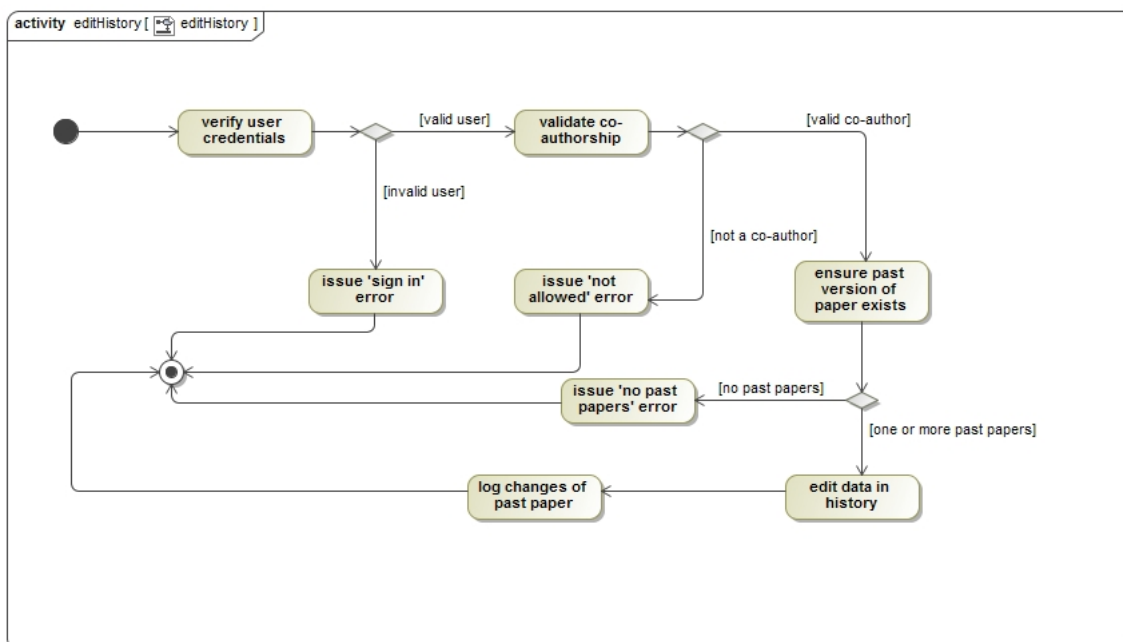 activity editHistory [ editHistory ]
verify user
credentials
[valid user]
validate co-
authorship
[valid co-author]
[invalid user]
[not a co-author]
issue 'sign in'
error
issue 'not
allowed' error
ensure past
version of
paper exists
issue 'no past
papers' error
[no past papers]
[one or more past papers]
log changes of
past paper
edit data in
history